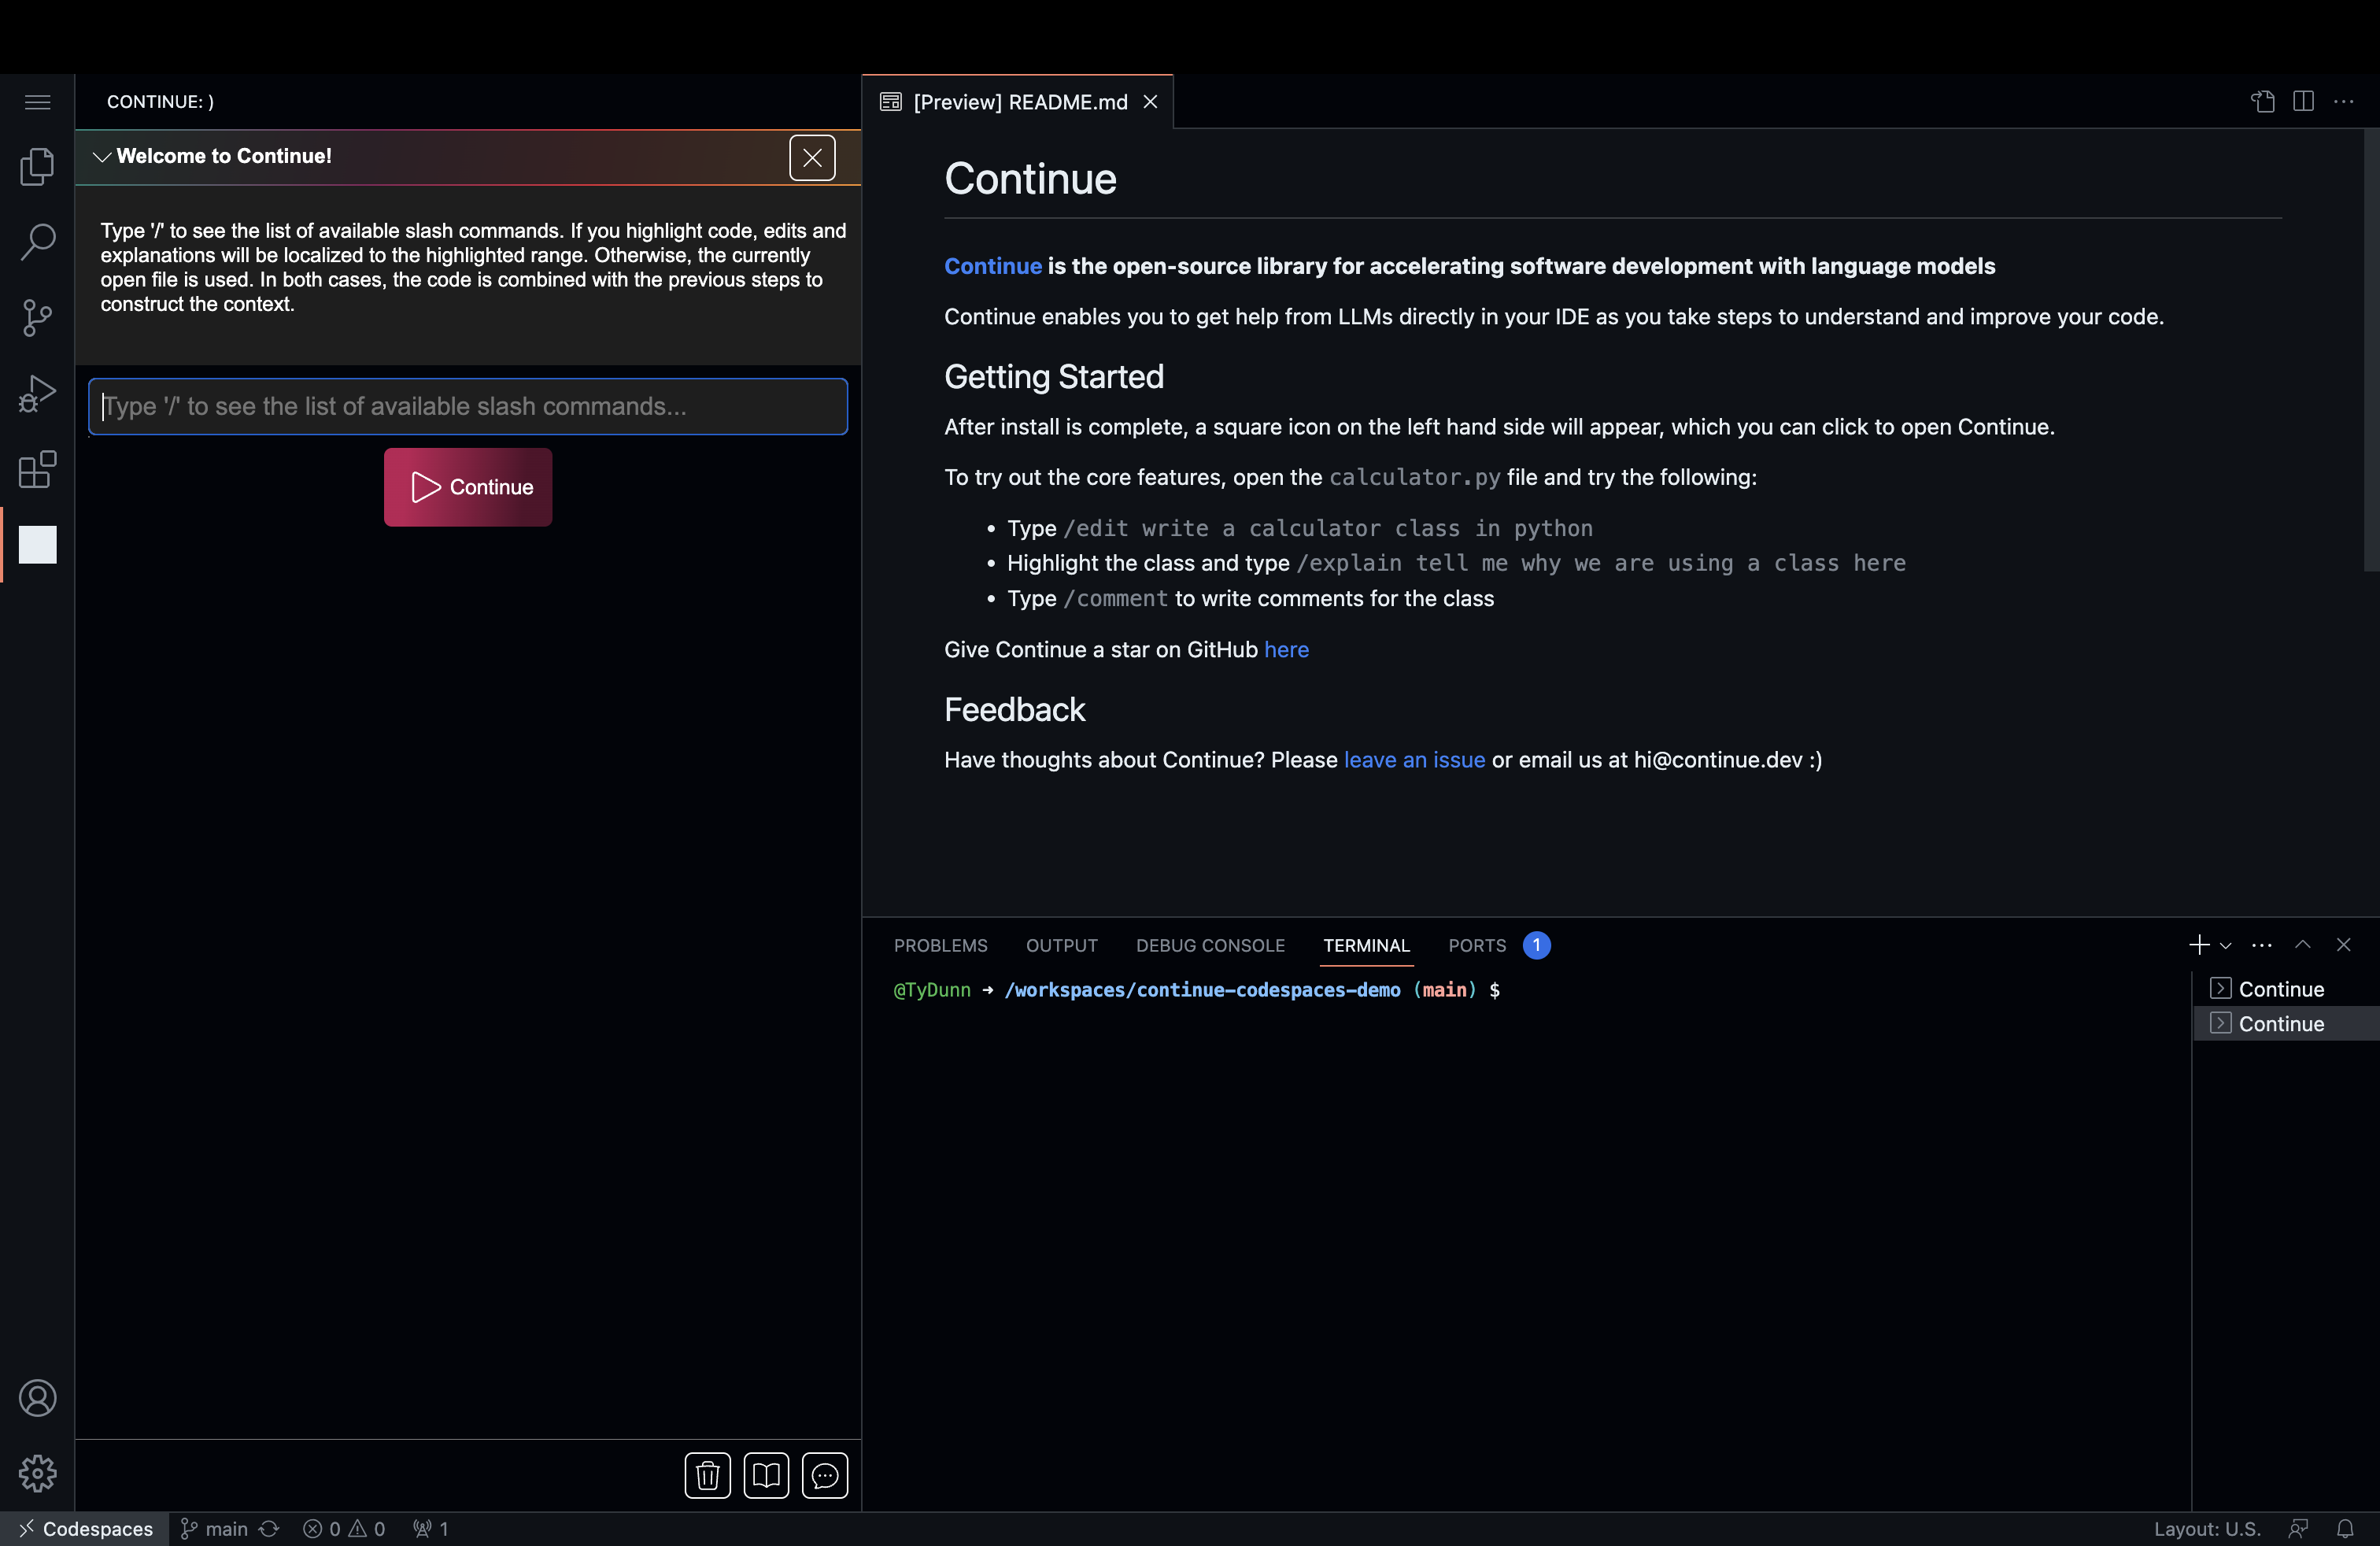 CONTINUE: )
Welcome to Continue!
Type '/' to see the list of available slash commands. If you highlight code, edits and
explanations will be localized to the highlighted range. Otherwise, the currently
open file is used. In both cases, the code is combined with the previous steps to
construct the context.
Type '/' to see the list of available slash commands...
Continue
[Preview] README.md
Continue
Continue is the open-source library for accelerating software development with language models
Continue enables you to get help from LLMs directly in your IDE as you take steps to understand and improve your code.
Getting Started
After install is complete, a square icon on the left hand side will appear, which you can click to open Continue.
To try out the core features, open the calculator.py file and try the following:
• Type /edit write a calculator class in python
• Highlight the class and type /explain tell me why we are using a class here
• Type /comment to write comments for the class
Give Continue a star on GitHub here
Feedback
Have thoughts about Continue? Please leave an issue or email us at hi@continue.dev :)
PROBLEMS OUTPUT DEBUG CONSOLE TERMINAL PORTS 1
@TyDunn → /workspaces/continue-codespaces-demo (main) $
Continue
Continue
Codespaces main 0 0 1 Layout: U.S.